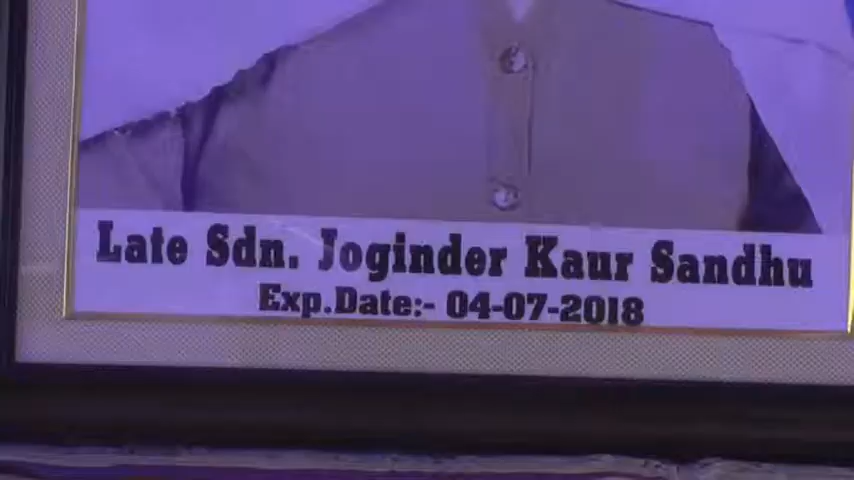 Late Sdn. Joginder Kaur Sandhu
Exp.Date:- 04-07-2018